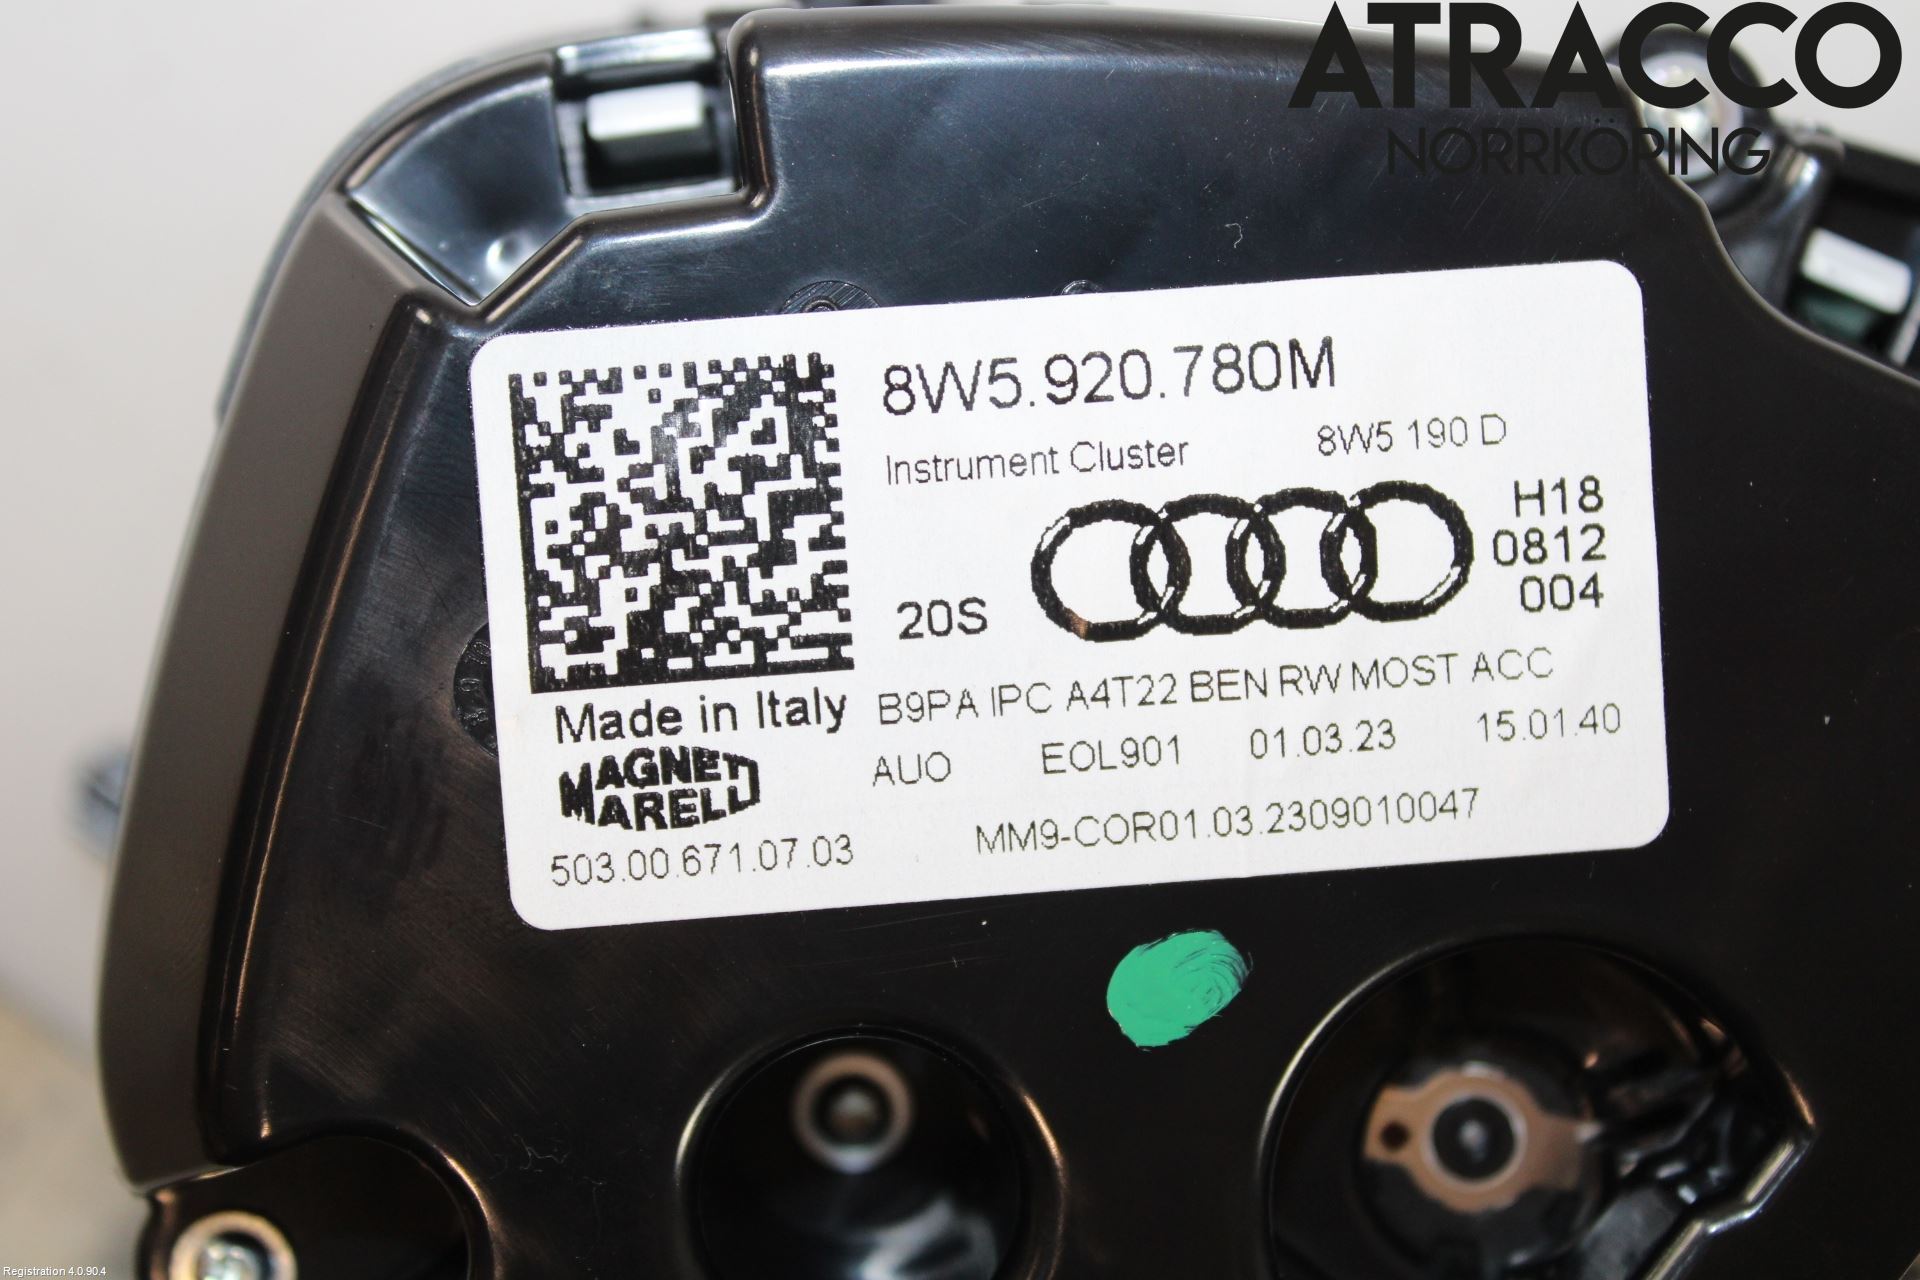 ATRACCO
NORRKÖPING
8W5.920.780M
Instrument Cluster 8W5 190 D
H18
0812
004
20S
Made in Italy
B9PA IPC A4T22 BEN RW MOST ACC
MAGNETI
MARELLI
AUO EOL901 01.03.23 15.01.40
503.00.671.07.03
MM9-COR01.03.2309010047
Registration 4.0.90.4